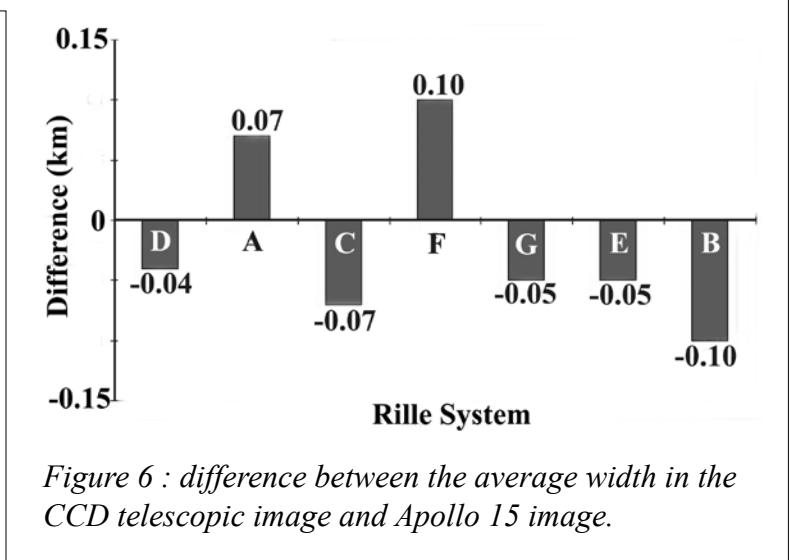 0.15
0.10
0.07
Difference (km)
0
D
A
C
F
G
E
B
-0.04
-0.05
-0.05
-0.07
-0.10
-0.15
Rille System
Figure 6 : difference between the average width in the
CCD telescopic image and Apollo 15 image.